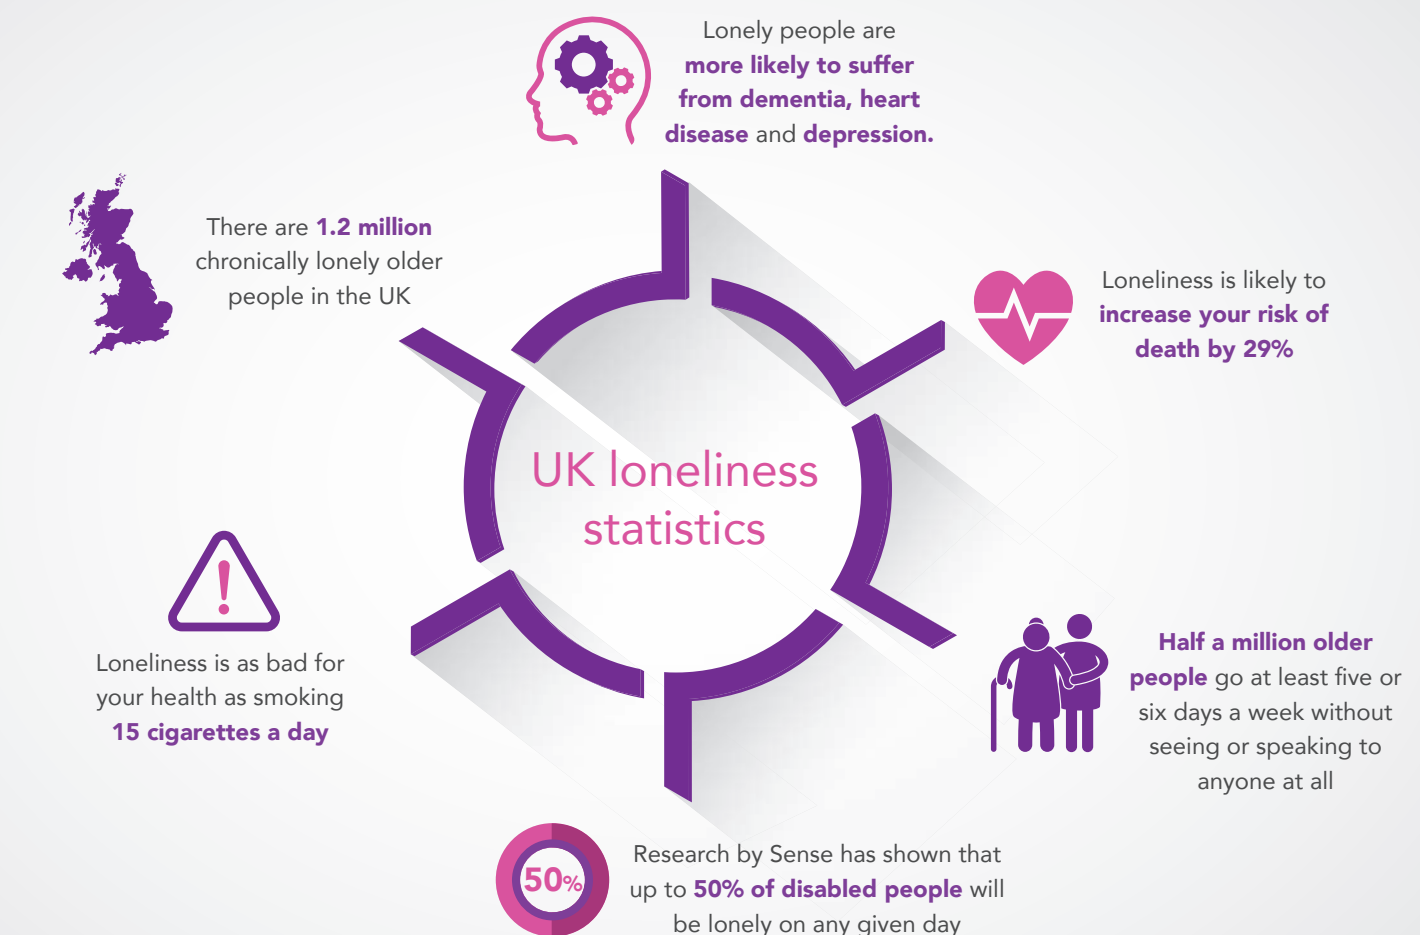 Lonely people are
more likely to suffer
from dementia, heart
disease and depression.
There are 1.2 million
chronically lonely older
people in the UK
Loneliness is likely to
increase your risk of
death by 29%
UK loneliness
statistics
Loneliness is as bad for
your health as smoking
15 cigarettes a day
Half a million older
people go at least five or
six days a week without
seeing or speaking to
anyone at all
50%
Research by Sense has shown that
up to 50% of disabled people will
be lonely on any given day